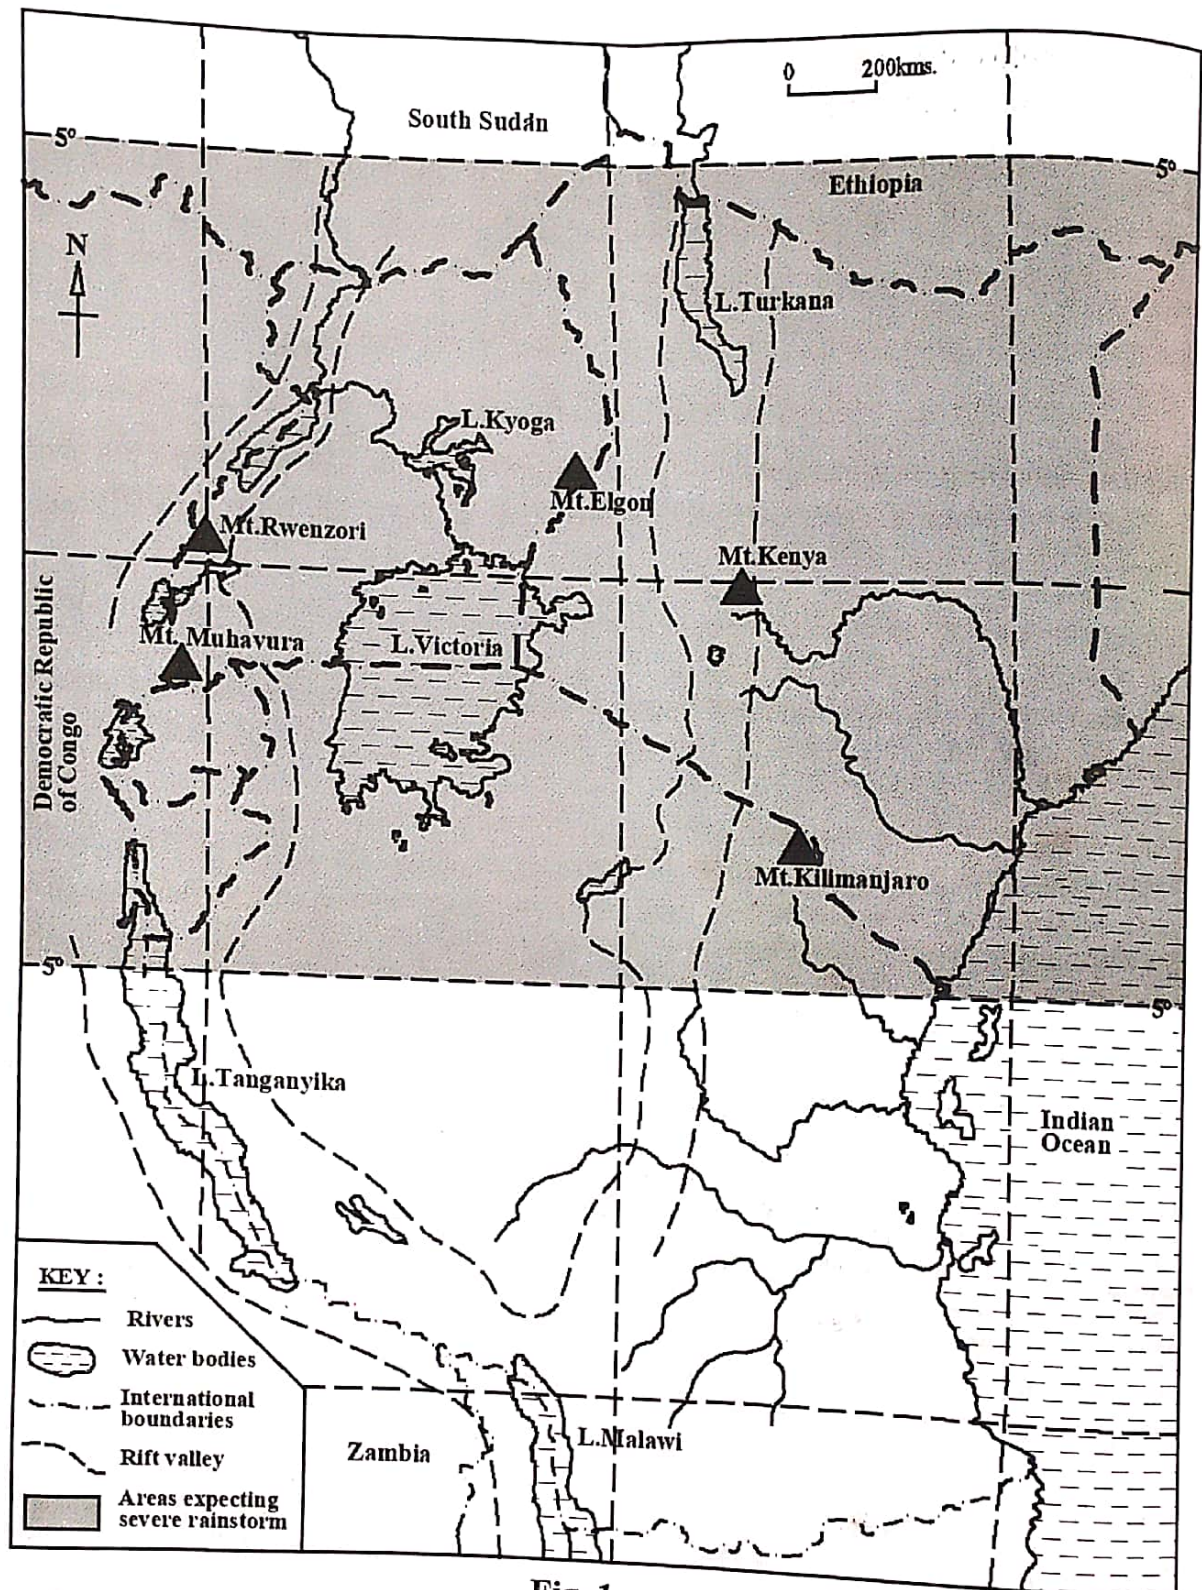 0 200kms.
South Sudan
5° 5°
Ethiopia
N
L.Turkana
L.Kyoga
Mt.Elgon
Mt.Rwenzori
Mt.Kenya
Mt. Muhavura
L.Victoria
Democratic Republic
of Congo
Mt.Kilimanjaro
5° 5°
L.Tanganyika
Indian
Ocean
KEY :
Rivers
Water bodies
International
boundaries
Rift valley
Areas expecting
severe rainstorm
Zambia
L.Malawi